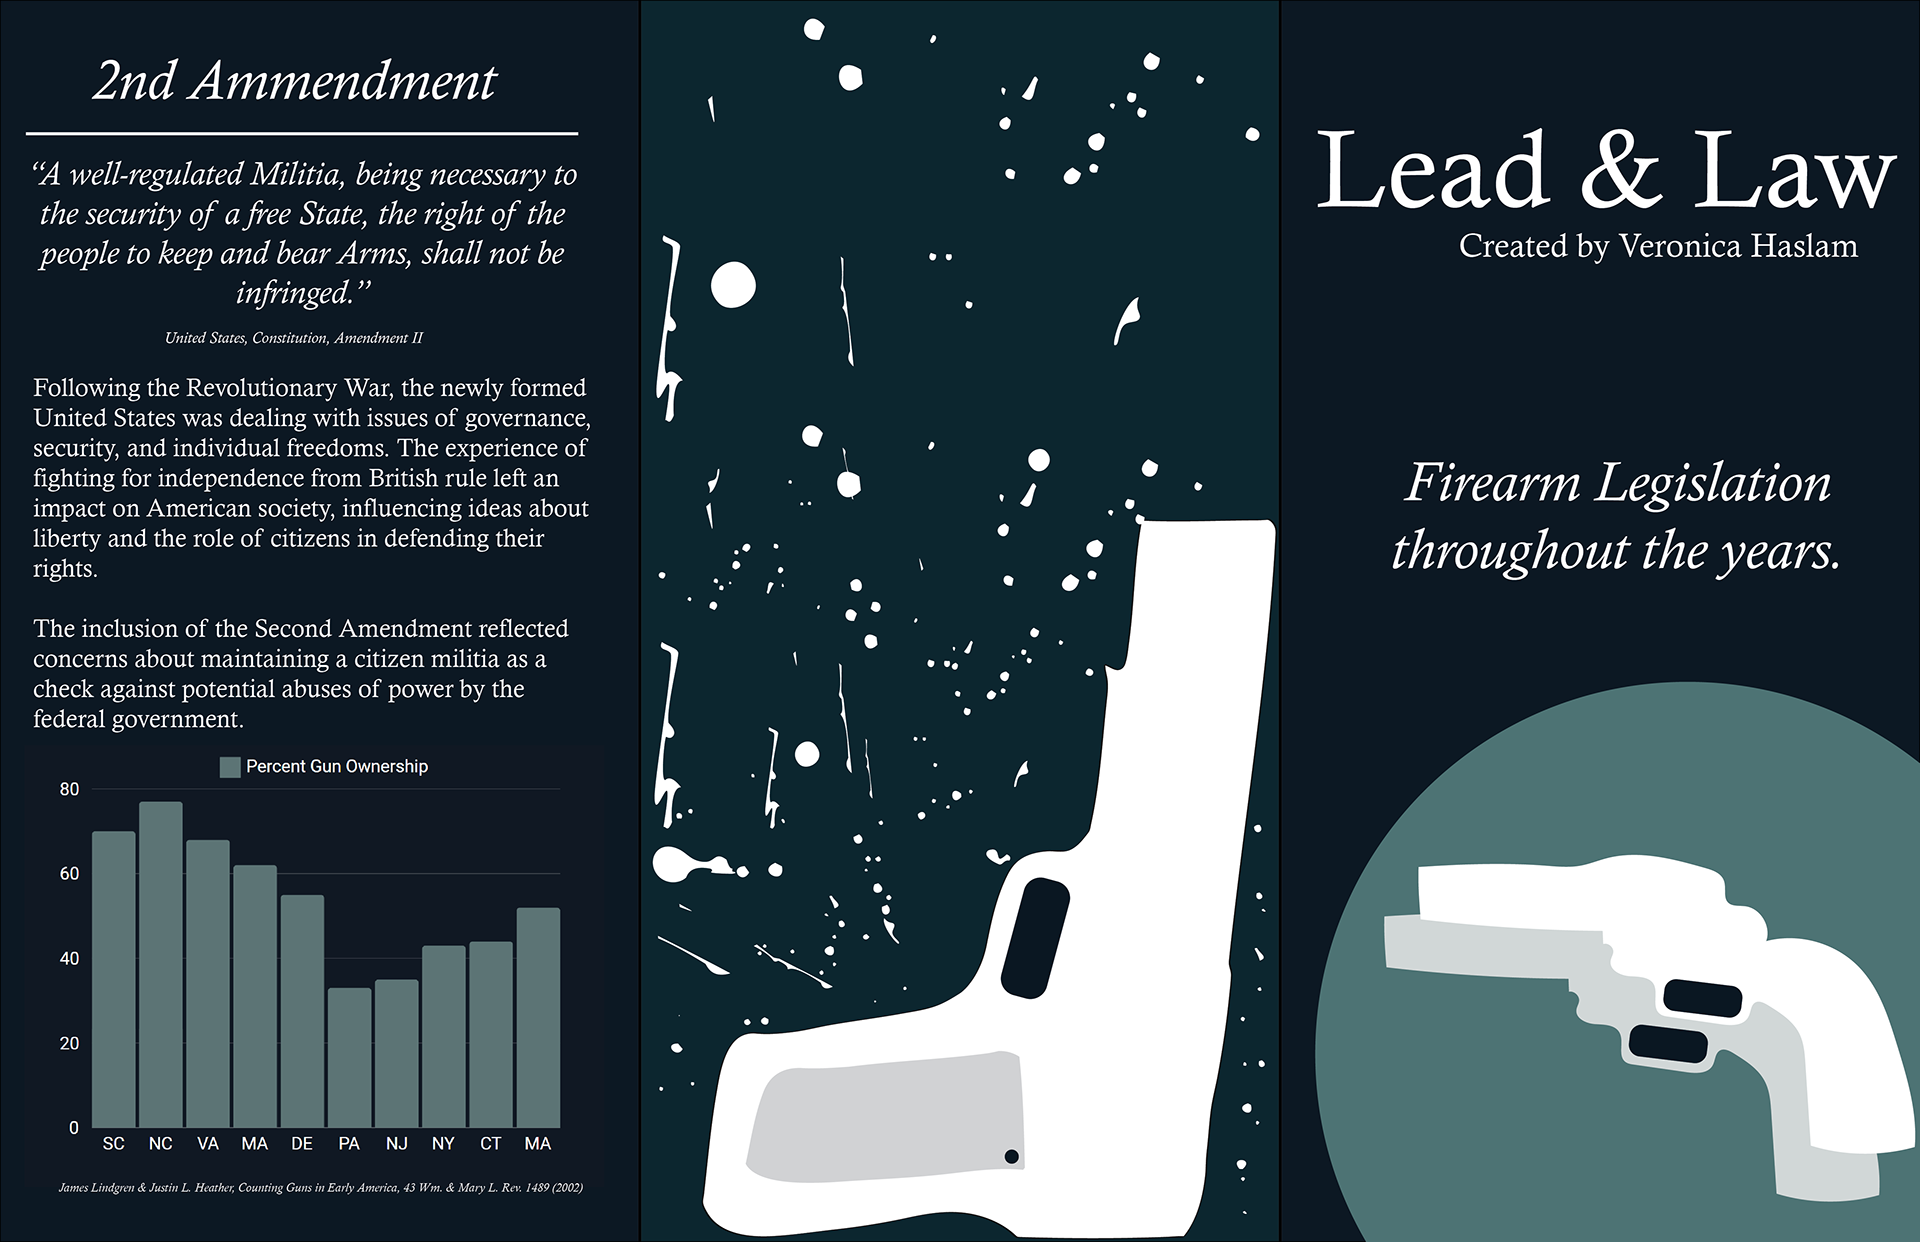 2nd Ammendment
“A well-regulated Militia, being necessary to
the security of a free State, the right of the
people to keep and bear Arms, shall not be
infringed.”
United States, Constitution, Amendment II
Following the Revolutionary War, the newly formed
United States was dealing with issues of governance,
security, and individual freedoms. The experience of
fighting for independence from British rule left an
impact on American society, influencing ideas about
liberty and the role of citizens in defending their
rights.
The inclusion of the Second Amendment reflected
concerns about maintaining a citizen militia as a
check against potential abuses of power by the
federal government.
Percent Gun Ownership
80
60
40
20
0
SC NC VA MA DE PA NJ NY CT MA
James Lindgren & Justin L. Heather, Counting Guns in Early America, 43 Wm. & Mary L. Rev. 1489 (2002)
Lead & Law
Created by Veronica Haslam
Firearm Legislation
throughout the years.